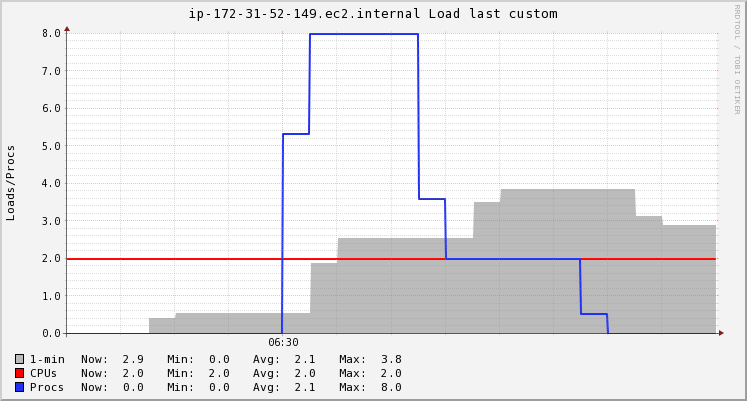 ip-172-31-52-149.ec2.internal Load last custom
RRDTOOL / TOBI OETIKER
Loads/Procs
8.0
7.0
6.0
5.0
4.0
3.0
2.0
1.0
0.0
06:30
1-min Now: 2.9 Min: 0.0 Avg: 2.1 Max: 3.8
CPUs Now: 2.0 Min: 2.0 Avg: 2.0 Max: 2.0
Procs Now: 0.0 Min: 0.0 Avg: 2.1 Max: 8.0